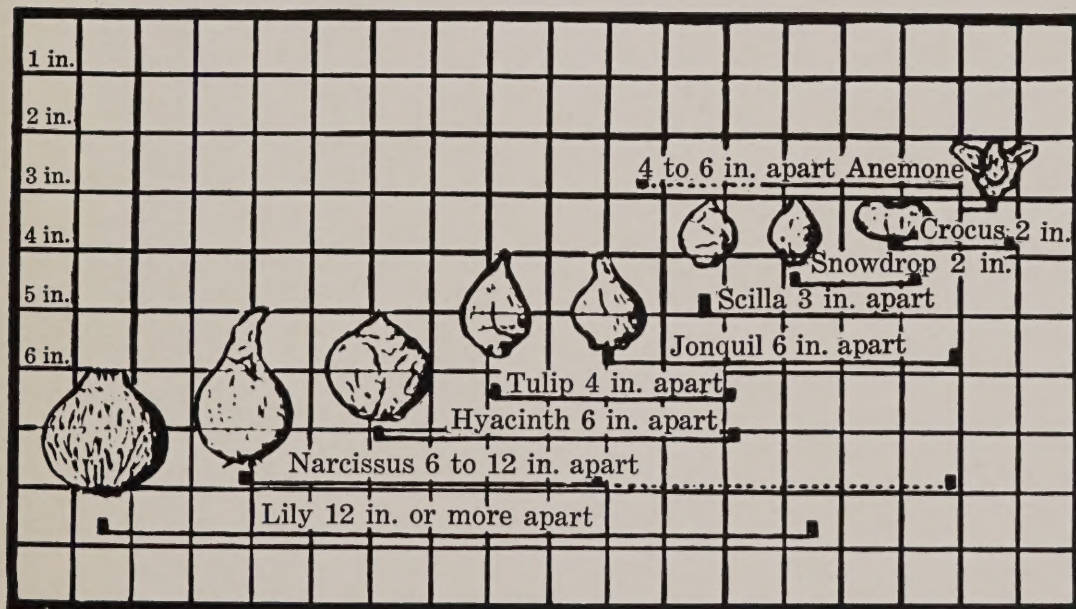 1 in.
2 in.
3 in.
4 to 6 in. apart Anemone
4 in.
Crocus 2 in.
Snowdrop 2 in.
5 in.
Scilla 3 in. apart
6 in.
Jonquil 6 in. apart
Tulip 4 in. apart
Hyacinth 6 in. apart
Narcissus 6 to 12 in. apart
Lily 12 in. or more apart